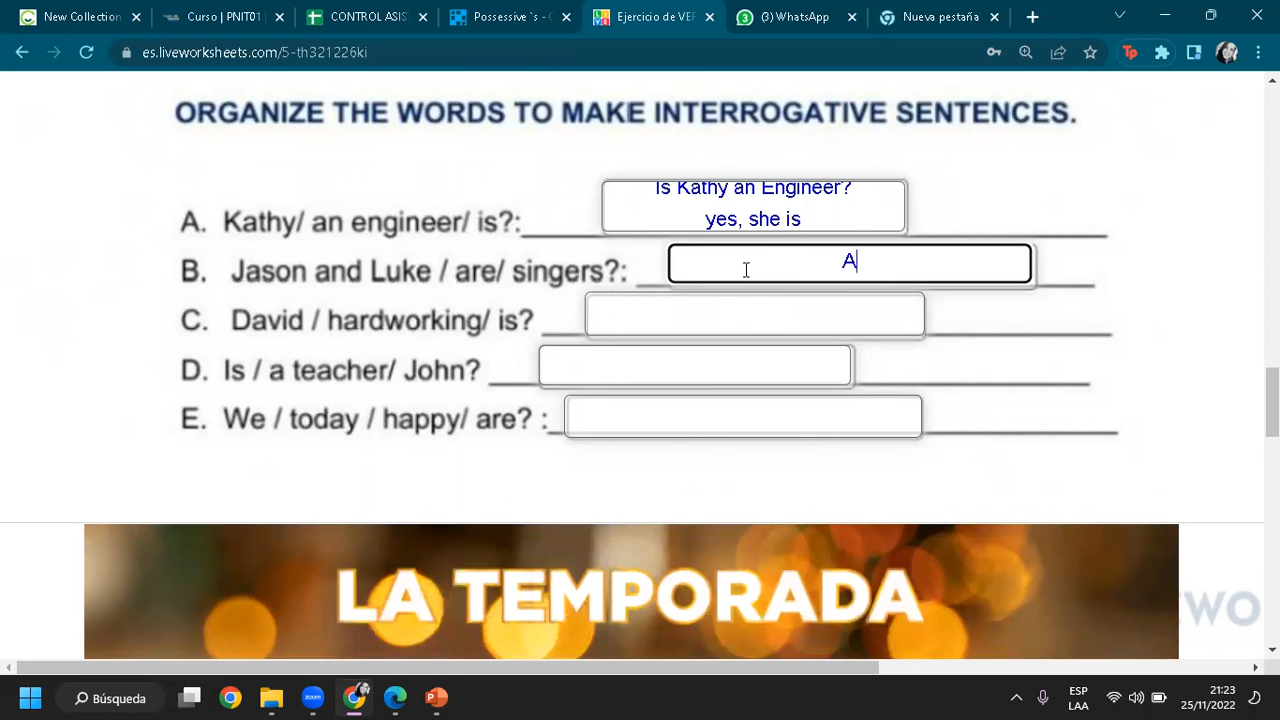 New Collection
Curso | PNIT01
CONTROL ASIS
Possessive `s - G
Ejercicio de VER
(3) WhatsApp
Nueva pestaña
es.liveworksheets.com/5-th321226ki
ORGANIZE THE WORDS TO MAKE INTERROGATIVE SENTENCES.
Is Kathy an Engineer?
A. Kathy/ an engineer/ is?: yes, she is
B. Jason and Luke / are/ singers?: A
C. David / hardworking/ is?
D. Is / a teacher/ John?
E. We / today / happy/ are? :
LA TEMPORADA
Búsqueda
ESP
LAA
21:23
25/11/2022